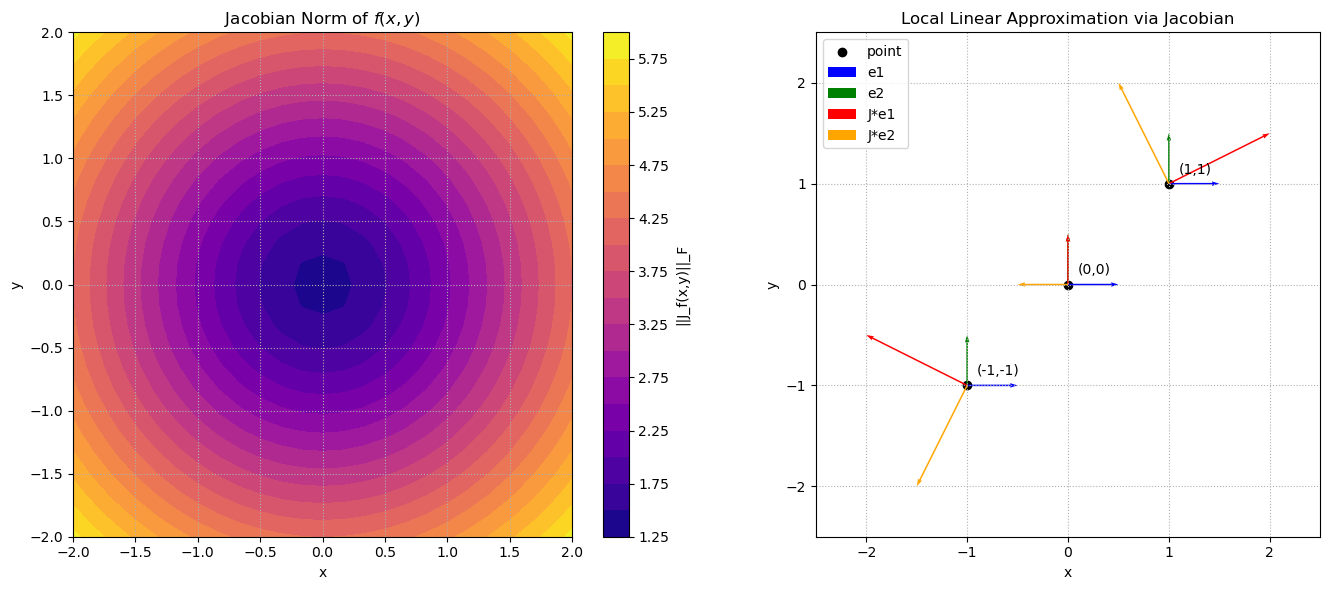 Jacobian Norm of f(x, y)
2.0
1.5
1.0
0.5
0.0
−0.5
−1.0
−1.5
−2.0
y
−2.0 −1.5 −1.0 −0.5 0.0 0.5 1.0 1.5 2.0
x
5.75
5.25
4.75
4.25
3.75
3.25
2.75
2.25
1.75
1.25
||J_f(x,y)||_F
Local Linear Approximation via Jacobian
point
e1
e2
J*e1
J*e2
(1,1)
(0,0)
(-1,-1)
2
1
0
−1
−2
y
−2 −1 0 1 2
x